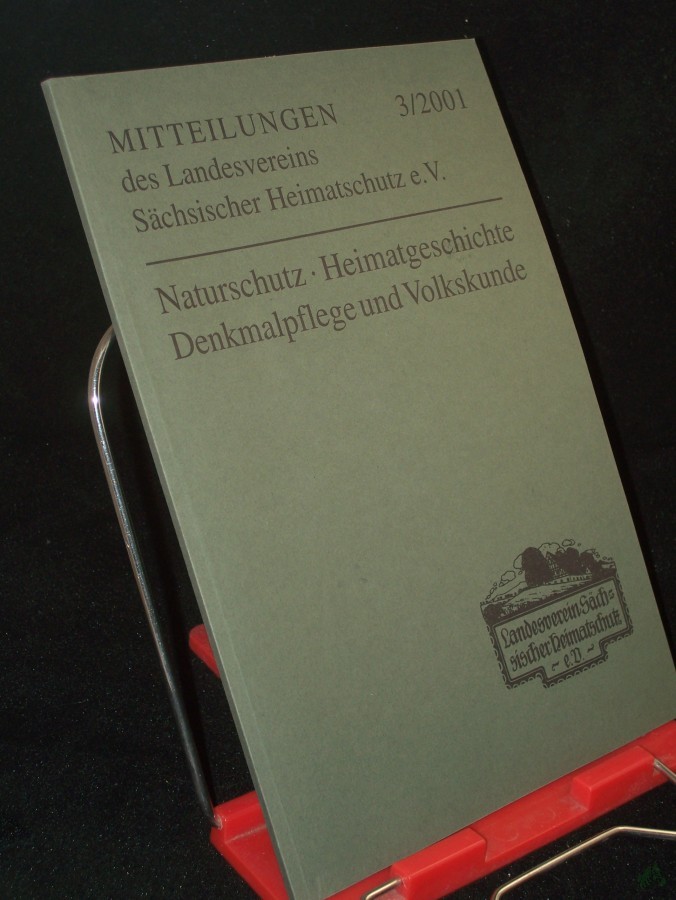 MITTEILUNGEN 3/2001
des Landesvereins
Sächsischer Heimatschutz e.V.
Naturschutz · Heimatgeschichte
Denkmalpflege und Volkskunde
Landesverein Säch-
sischer Heimatschutz
~ e.V ~